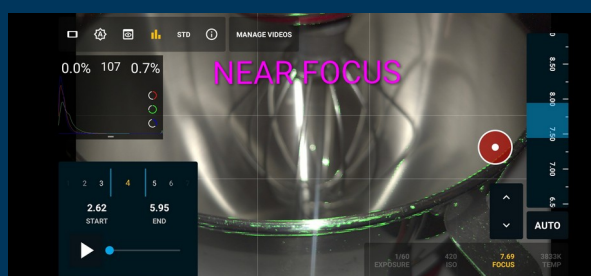 STD
MANAGE VIDEOS
0.0% 107 0.7%
NEAR FOCUS
8.50
8.00
7.50
7.00
6.5
2 3 4 5 6
2.62 5.95
START END
AUTO
1/60 420 7.69 3833K
EXPOSURE ISO FOCUS TEMP